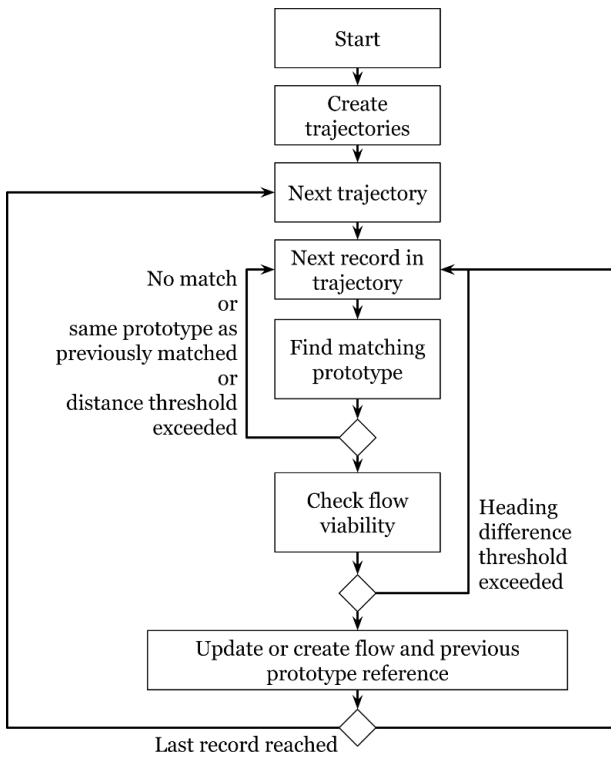 Start
Create
trajectories
Next trajectory
Next record in
trajectory
No match
or
same prototype as
previously matched
or
distance threshold
exceeded
Find matching
prototype
Check flow
viability
Heading
difference
threshold
exceeded
Update or create flow and previous
prototype reference
Last record reached